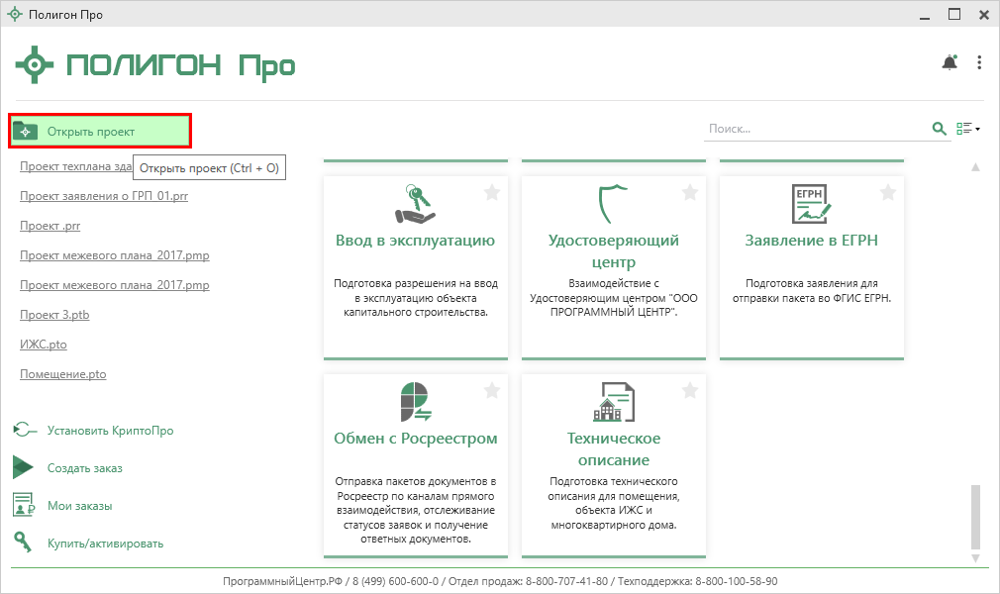 Полигон Про
ПОЛИГОН Про
Открыть проект
Поиск...
Проект техплана зда
Открыть проект (Ctrl + O)
Проект заявления о ГРП_01.prr
Проект .prr
Проект межевого плана_2017.pmp
Проект межевого плана_2017.pmp
Проект 3.ptb
ИЖС.pto
Помещение.pto
Установить КриптоПро
Создать заказ
Мои заказы
Купить/активировать
Ввод в эксплуатацию
Подготовка разрешения на ввод
в эксплуатацию объекта
капитального строительства.
Удостоверяющий
центр
Взаимодействие с
Удостоверяющим центром "ООО
ПРОГРАММНЫЙ ЦЕНТР".
ЕГРН
Заявление в ЕГРН
Подготовка заявления для
отправки пакета во ФГИС ЕГРН.
Обмен с Росреестром
Отправка пакетов документов в
Росреестр по каналам прямого
взаимодействия, отслеживание
статусов заявок и получение
ответных документов.
Техническое
описание
Подготовка технического
описания для помещения,
объекта ИЖС и
многоквартирного дома.
ПрограммныйЦентр.РФ / 8 (499) 600-600-0 / Отдел продаж: 8-800-707-41-80 / Техподдержка: 8-800-100-58-90